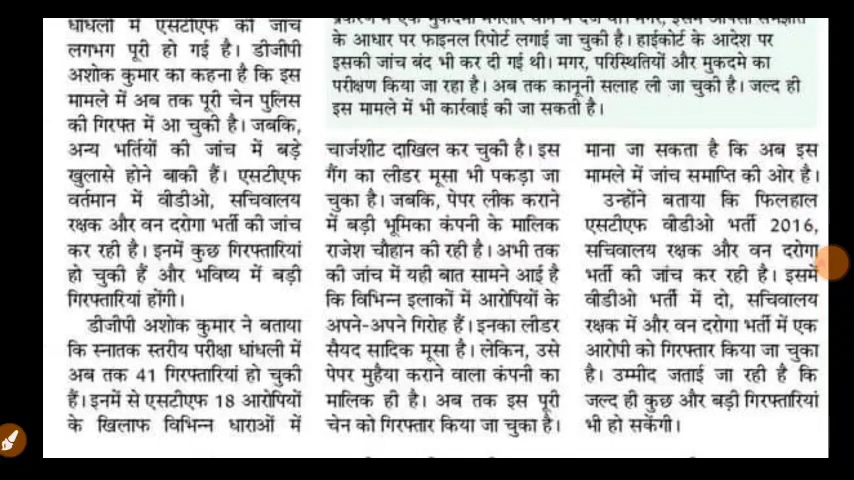 धांधली में एसटीएफ की जांच
लगभग पूरी हो गई है। डीजीपी
अशोक कुमार का कहना है कि इस
मामले में अब तक पूरी चेन पुलिस
की गिरफ्त में आ चुकी है। जबकि,
अन्य भर्तियों की जांच में बड़े
खुलासे होने बाकी हैं। एसटीएफ
वर्तमान में वीडीओ, सचिवालय
रक्षक और वन दरोगा भर्ती की जांच
कर रही है। इनमें कुछ गिरफ्तारियां
हो चुकी हैं और भविष्य में बड़ी
गिरफ्तारियां होंगी।
डीजीपी अशोक कुमार ने बताया
कि स्नातक स्तरीय परीक्षा धांधली में
अब तक 41 गिरफ्तारियां हो चुकी
हैं। इनमें से एसटीएफ 18 आरोपियों
के खिलाफ विभिन्न धाराओं में
के आधार पर फाइनल रिपोर्ट लगाई जा चुकी है। हाईकोर्ट के आदेश पर
इसकी जांच बंद भी कर दी गई थी। मगर, परिस्थितियों और मुकदमे का
परीक्षण किया जा रहा है। अब तक कानूनी सलाह ली जा चुकी है। जल्द ही
इस मामले में भी कार्रवाई की जा सकती है।
चार्जशीट दाखिल कर चुकी है। इस
गैंग का लीडर मूसा भी पकड़ा जा
चुका है। जबकि, पेपर लीक कराने
में बड़ी भूमिका कंपनी के मालिक
राजेश चौहान की रही है। अभी तक
की जांच में यही बात सामने आई है
कि विभिन्न इलाकों में आरोपियों के
अपने-अपने गिरोह हैं। इनका लीडर
सैयद सादिक मूसा है। लेकिन, उसे
पेपर मुहैया कराने वाला कंपनी का
मालिक ही है। अब तक इस पूरी
चेन को गिरफ्तार किया जा चुका है।
माना जा सकता है कि अब इस
मामले में जांच समाप्ति की ओर है।
उन्होंने बताया कि फिलहाल
एसटीएफ वीडीओ भर्ती 2016,
सचिवालय रक्षक और वन दरोगा
भर्ती की जांच कर रही है। इसमें
वीडीओ भर्ती में दो, सचिवालय
रक्षक में और वन दरोगा भर्ती में एक
आरोपी को गिरफ्तार किया जा चुका
है। उम्मीद जताई जा रही है कि
जल्द ही कुछ और बड़ी गिरफ्तारियां
भी हो सकेंगी।